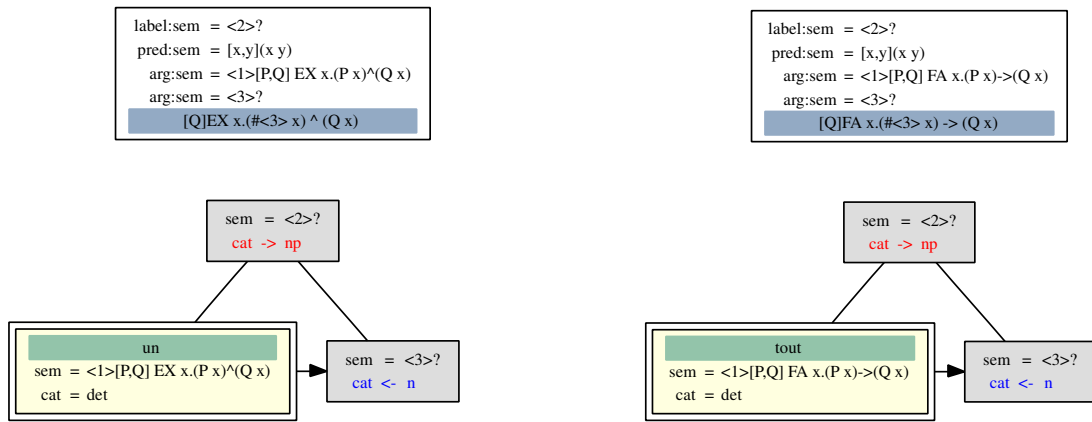 label:sem = <2>?
pred:sem = [x,y](x y)
arg:sem = <1>[P,Q] EX x.(P x)^(Q x)
arg:sem = <3>?
[Q]EX x.(#<3> x) ^ (Q x)
sem = <2>?
cat -> np
un
sem = <1>[P,Q] EX x.(P x)^(Q x)
cat = det
sem = <3>?
cat <- n
label:sem = <2>?
pred:sem = [x,y](x y)
arg:sem = <1>[P,Q] FA x.(P x)->(Q x)
arg:sem = <3>?
[Q]FA x.(#<3> x) -> (Q x)
sem = <2>?
cat -> np
tout
sem = <1>[P,Q] FA x.(P x)->(Q x)
cat = det
sem = <3>?
cat <- n